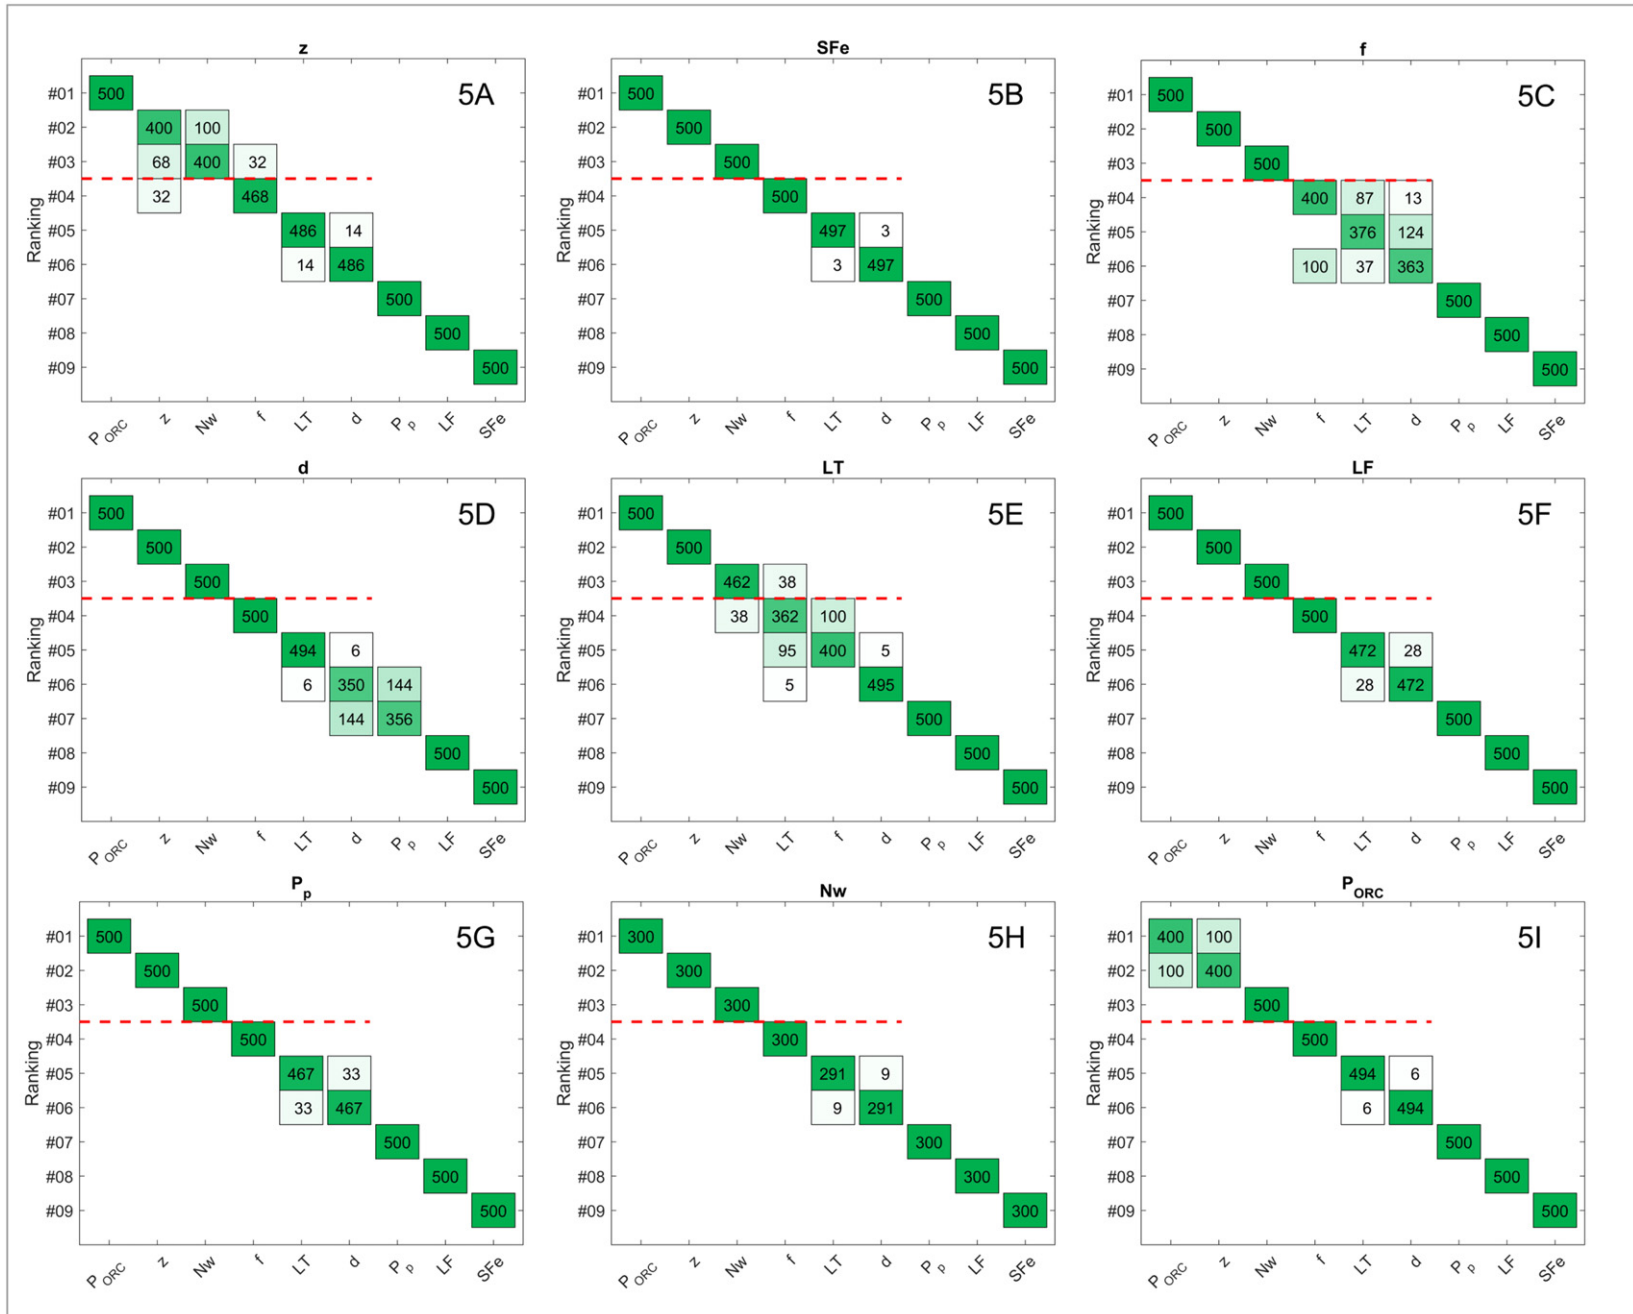 z
5A
Ranking
#01 500
#02 400 100
#03 68 400 32
#04 32 468
#05 486 14
#06 14 486
#07 500
#08 500
#09 500
P ORC z Nw f LT d P p LF SFe
SFe
5B
Ranking
#01 500
#02 500
#03 500
#04 500
#05 497 3
#06 3 497
#07 500
#08 500
#09 500
P ORC z Nw f LT d P p LF SFe
f
5C
Ranking
#01 500
#02 500
#03 500
#04 400 87 13
#05 376 124
#06 100 37 363
#07 500
#08 500
#09 500
P ORC z Nw f LT d P p LF SFe
d
5D
Ranking
#01 500
#02 500
#03 500
#04 500
#05 494 6
#06 6 350 144
#07 144 356
#08 500
#09 500
P ORC z Nw f LT d P p LF SFe
LT
5E
Ranking
#01 500
#02 500
#03 462 38
#04 38 362 100
#05 95 400 5
#06 5 495
#07 500
#08 500
#09 500
P ORC z Nw LT f d P p LF SFe
LF
5F
Ranking
#01 500
#02 500
#03 500
#04 500
#05 472 28
#06 28 472
#07 500
#08 500
#09 500
P ORC z Nw f LT d P p LF SFe
P p
5G
Ranking
#01 500
#02 500
#03 500
#04 500
#05 467 33
#06 33 467
#07 500
#08 500
#09 500
P ORC z Nw f LT d P p LF SFe
Nw
5H
Ranking
#01 300
#02 300
#03 300
#04 300
#05 291 9
#06 9 291
#07 300
#08 300
#09 300
P ORC z Nw f LT d P p LF SFe
P ORC
5I
Ranking
#01 400 100
#02 100 400
#03 500
#04 500
#05 494 6
#06 6 494
#07 500
#08 500
#09 500
P ORC z Nw f LT d P p LF SFe